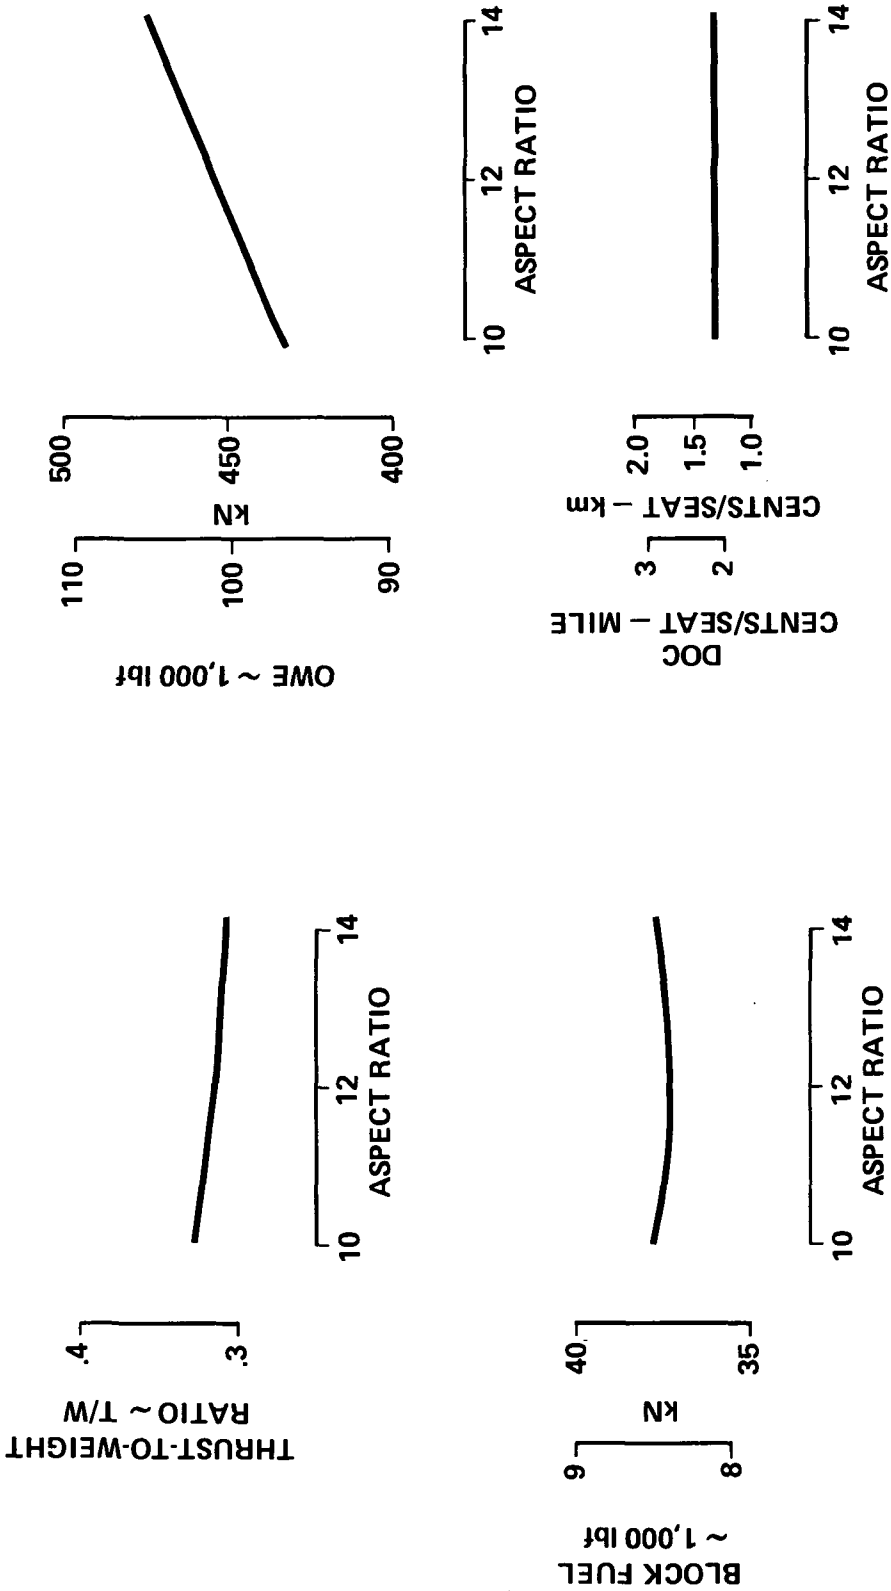 THRUST-TO-WEIGHT
RATIO ~ T/W
.4
.3
10
12
14
ASPECT RATIO
OWE ~ 1,000 lbf
110
100
90
kN
500
450
400
10
12
14
ASPECT RATIO
BLOCK FUEL
~ 1,000 lbf
9
8
kN
40
35
10
12
14
ASPECT RATIO
DOC
CENTS/SEAT – MILE
3
2
CENTS/SEAT – km
2.0
1.5
1.0
10
12
14
ASPECT RATIO